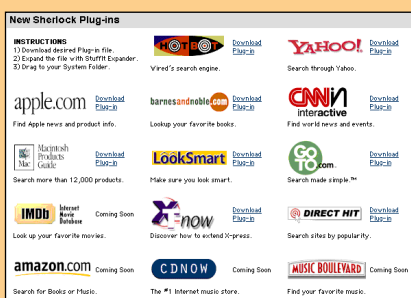 New Sherlock Plug-ins
INSTRUCTIONS
1) Download desired Plug-in file.
2) Expand the file with StuffIt Expander.
3) Drag to your System Folder.
HOTBOT
Download Plug-in
Wired's search engine.
YAHOO!
Download Plug-in
Search through Yahoo.
apple.com
Download Plug-in
Find Apple news and product info.
barnesandnoble.com
Download Plug-in
Lookup your favorite books.
CNN interactive
Download Plug-in
Find world news and events.
Macintosh Products Guide
Mac
Download Plug-in
Search more than 12,000 products.
LookSmart
Download Plug-in
Make sure you look smart.
GO TO.com
Download Plug-in
Search made simple.™
IMDb Internet Movie Database
Coming Soon
Look up your favorite movies.
X-now
Download Plug-in
Discover how to extend X-press.
DIRECT HIT
Download Plug-in
Search sites by popularity.
amazon.com
Coming Soon
Search for Books or Music.
CDNOW
Coming Soon
The #1 Internet music store.
MUSIC BOULEVARD
Coming Soon
Find your favorite music.